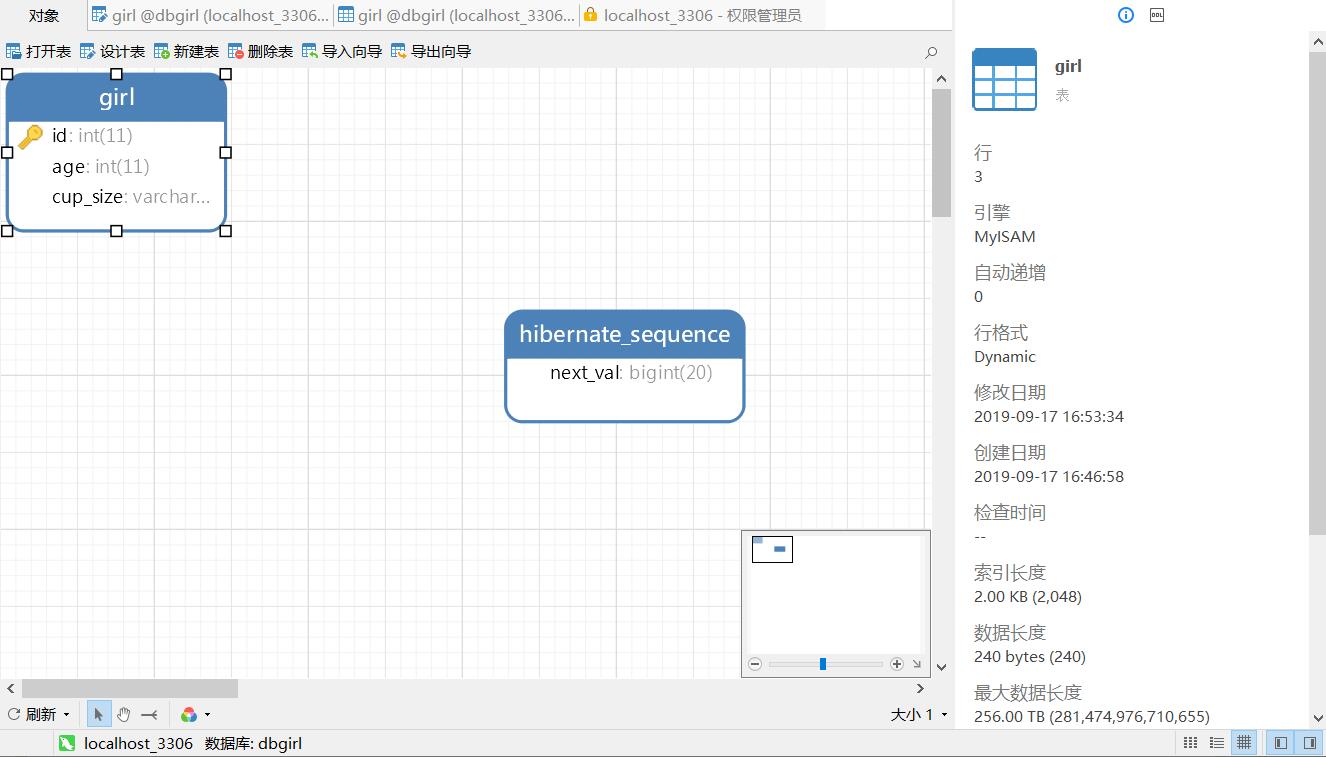 对象
girl @dbgirl (localhost_3306...
girl @dbgirl (localhost_3306...
localhost_3306 - 权限管理员
打开表 设计表 新建表 删除表 导入向导 导出向导
girl
id: int(11)
age: int(11)
cup_size: varchar...
hibernate_sequence
next_val: bigint(20)
刷新
大小 1
localhost_3306 数据库: dbgirl
DDL
girl
表
行
3
引擎
MyISAM
自动递增
0
行格式
Dynamic
修改日期
2019-09-17 16:53:34
创建日期
2019-09-17 16:46:58
检查时间
--
索引长度
2.00 KB (2,048)
数据长度
240 bytes (240)
最大数据长度
256.00 TB (281,474,976,710,655)